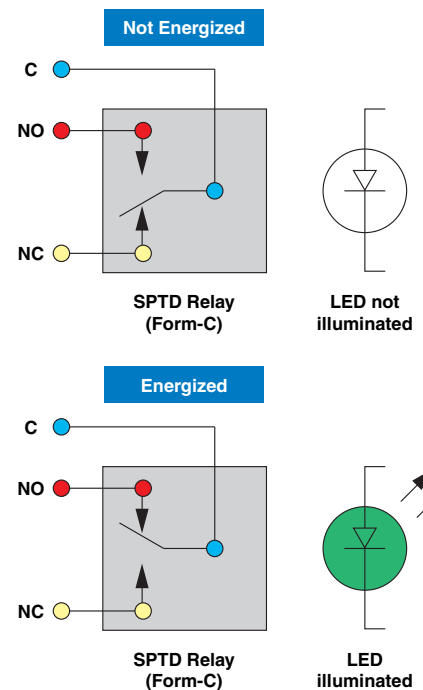 Not Energized
C
NO
NC
SPTD Relay
(Form-C)
LED not
illuminated
Energized
C
NO
NC
SPTD Relay
(Form-C)
LED
illuminated